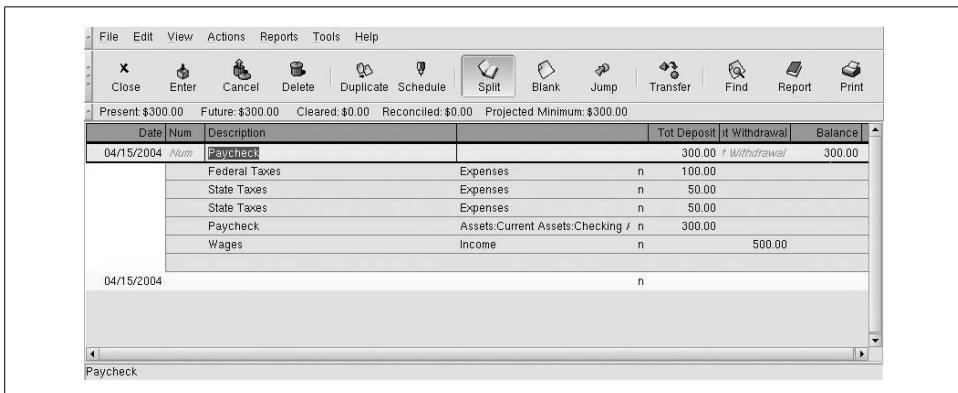 File Edit View Actions Reports Tools Help
Close Enter Cancel Delete Duplicate Schedule Split Blank Jump Transfer Find Report Print
Present: $300.00 Future: $300.00 Cleared: $0.00 Reconciled: $0.00 Projected Minimum: $300.00
Date Num Description Tot Deposit Withdrawal Balance
04/15/2004 Num Paycheck 300.00 Withdrawal 300.00
Federal Taxes Expenses n 100.00
State Taxes Expenses n 50.00
State Taxes Expenses n 50.00
Paycheck Assets:Current Assets:Checking n 300.00
Wages Income n 500.00
04/15/2004 n
Paycheck